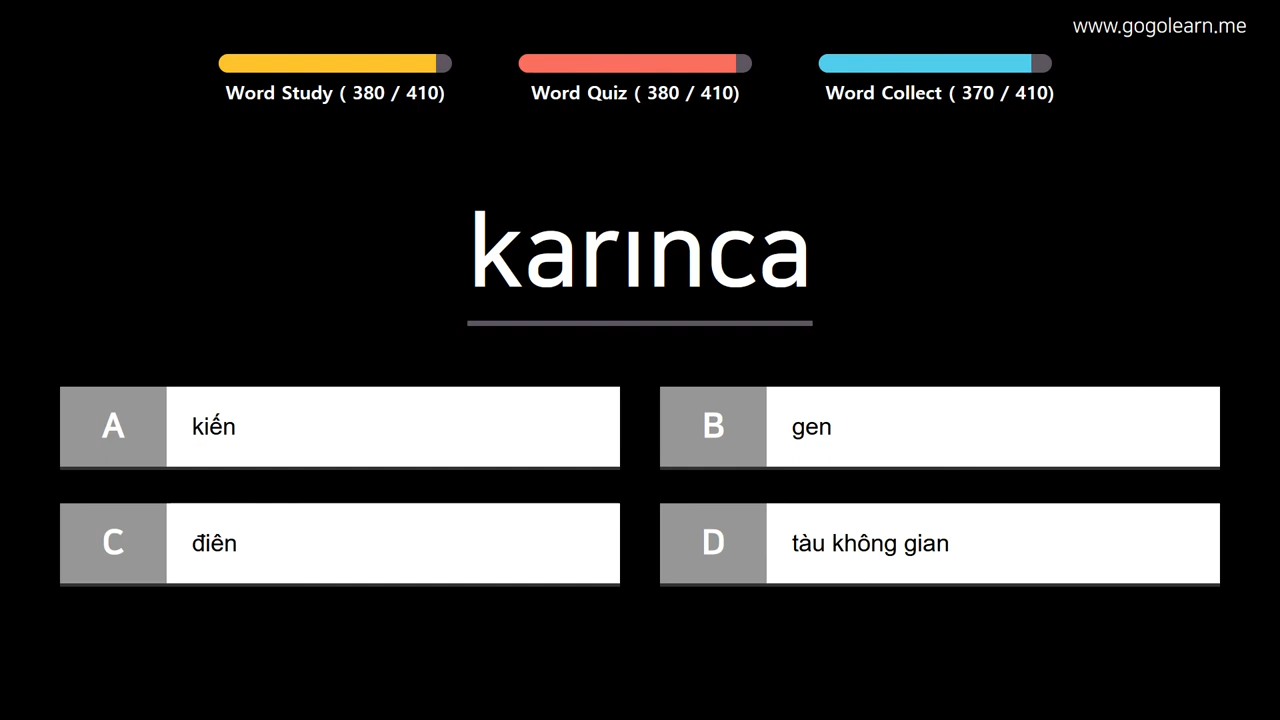 www.gogolearn.me
Word Study ( 380 / 410)
Word Quiz ( 380 / 410)
Word Collect ( 370 / 410)
karınca
A kiến
B gen
C điên
D tàu không gian